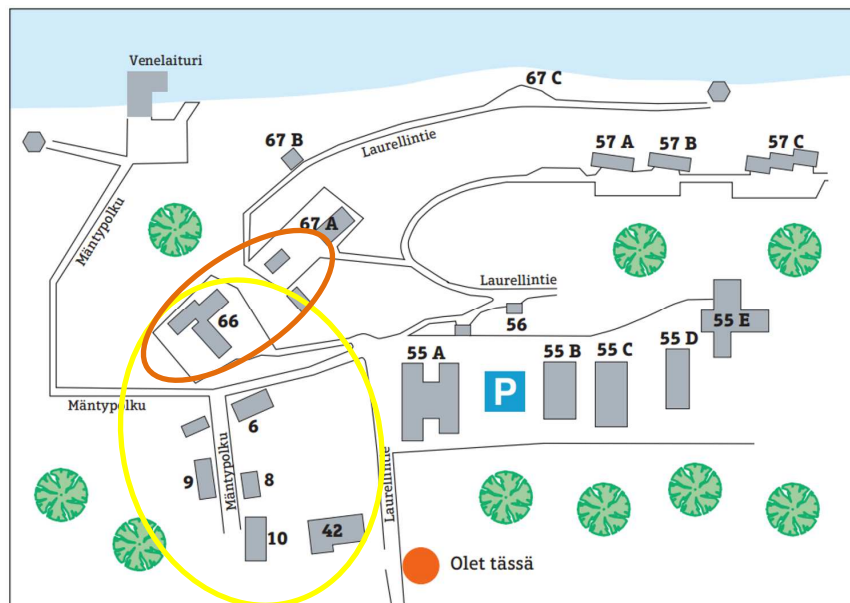 Venelaituri
67 C
67 B
Laurellintie
57 A
57 B
57 C
Mäntypolku
67 A
Laurellintie
66
56
55 E
55 A
55 B
55 C
55 D
P
Mäntypolku
6
Mäntypolku
9
8
10
42
Laurellintie
Olet tässä